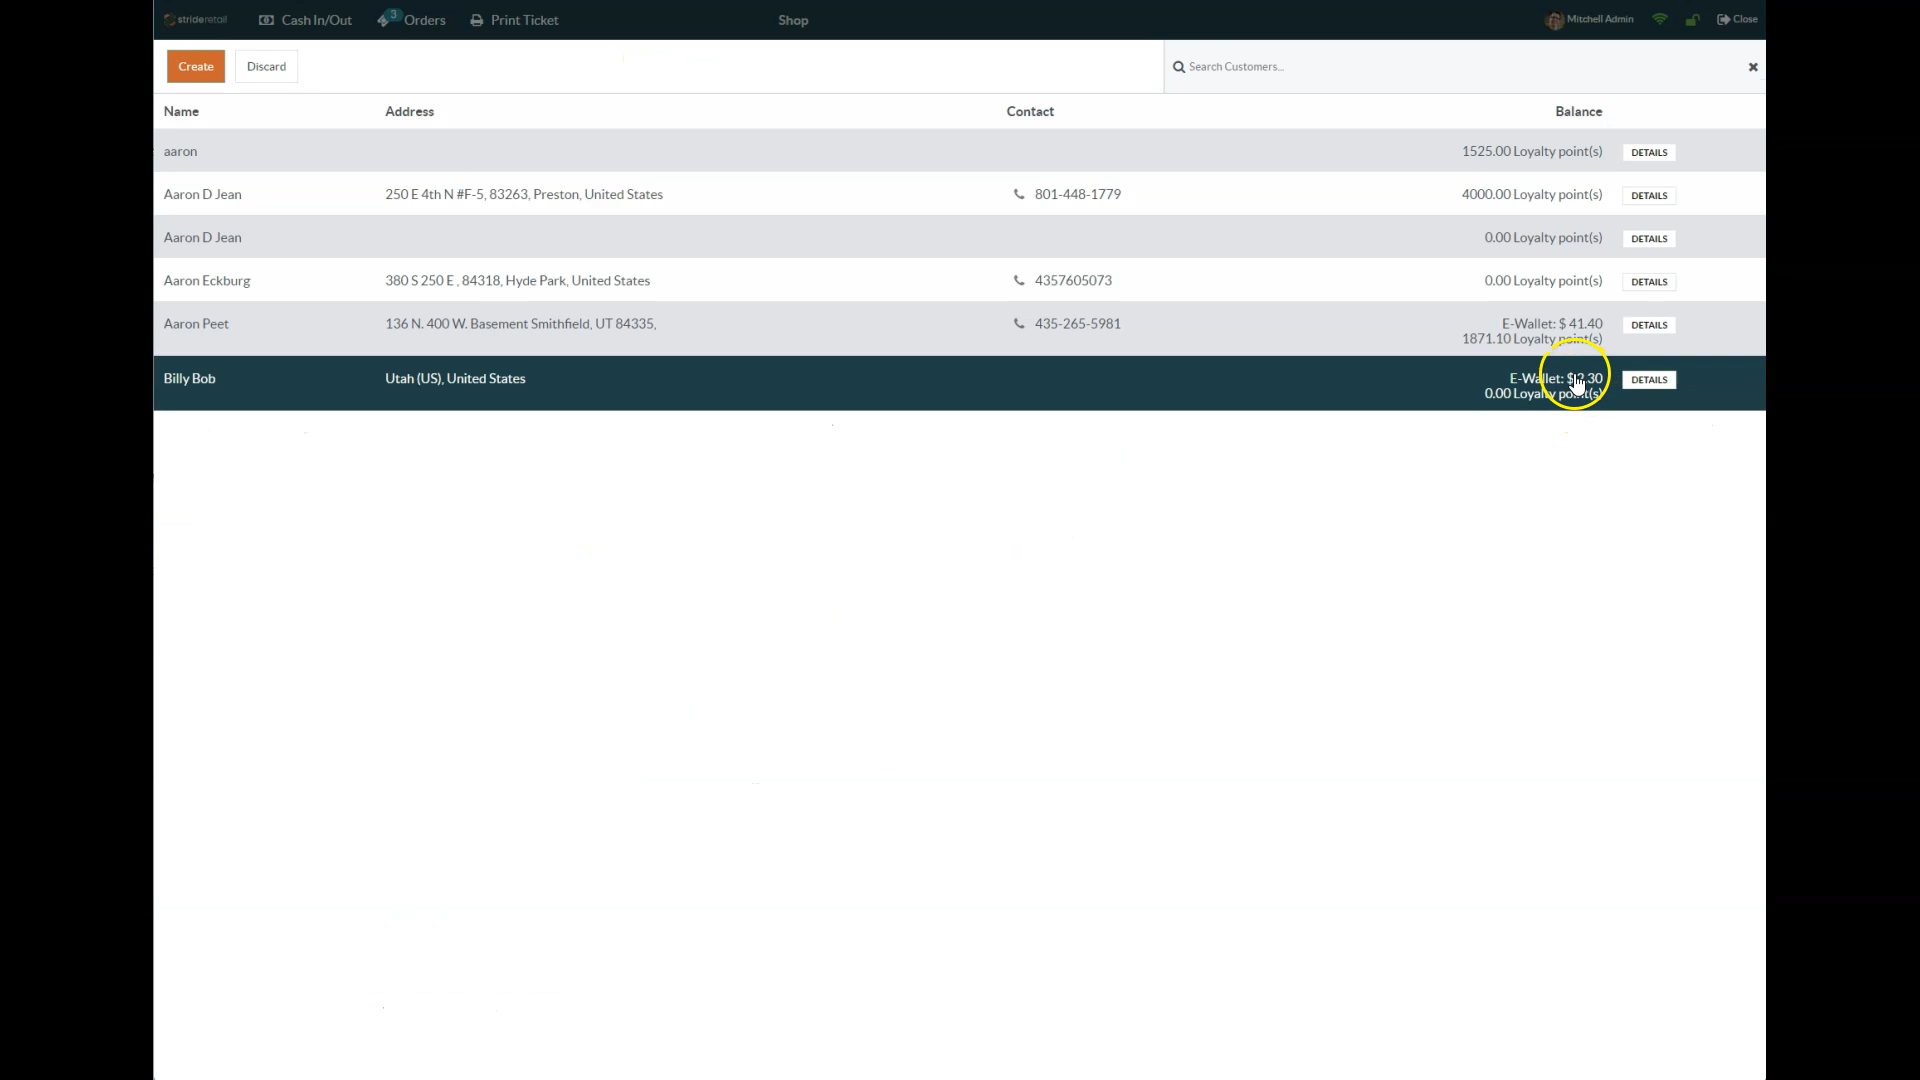 strideretail Cash In/Out 3 Orders Print Ticket Shop Mitchell Admin Close
Create Discard Search Customers...
Name Address Contact Balance
aaron 1525.00 Loyalty point(s) DETAILS
Aaron D Jean 250 E 4th N #F-5, 83263, Preston, United States 801-448-1779 4000.00 Loyalty point(s) DETAILS
Aaron D Jean 0.00 Loyalty point(s) DETAILS
Aaron Eckburg 380 S 250 E , 84318, Hyde Park, United States 4357605073 0.00 Loyalty point(s) DETAILS
Aaron Peet 136 N. 400 W. Basement Smithfield, UT 84335, 435-265-5981 E-Wallet: $ 41.40 DETAILS
1871.10 Loyalty point(s)
Billy Bob Utah (US), United States E-Wallet: $ DETAILS
0.00 Loyalty point(s)